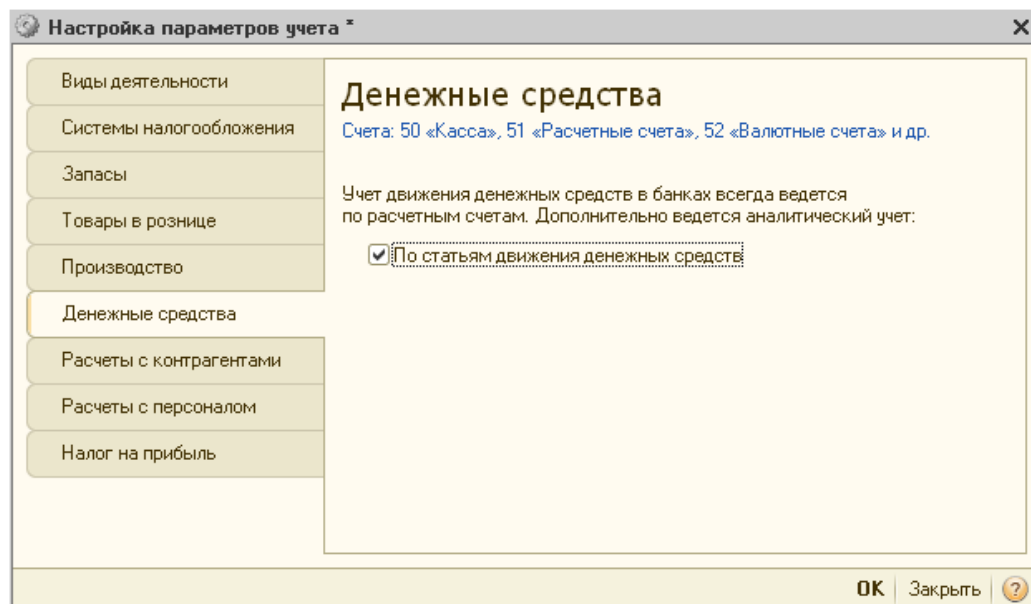 Настройка параметров учета *
Виды деятельности
Системы налогообложения
Запасы
Товары в рознице
Производство
Денежные средства
Расчеты с контрагентами
Расчеты с персоналом
Налог на прибыль
Денежные средства
Счета: 50 «Касса», 51 «Расчетные счета», 52 «Валютные счета» и др.
Учет движения денежных средств в банках всегда ведется
по расчетным счетам. Дополнительно ведется аналитический учет:
По статьям движения денежных средств
OK Закрыть ?